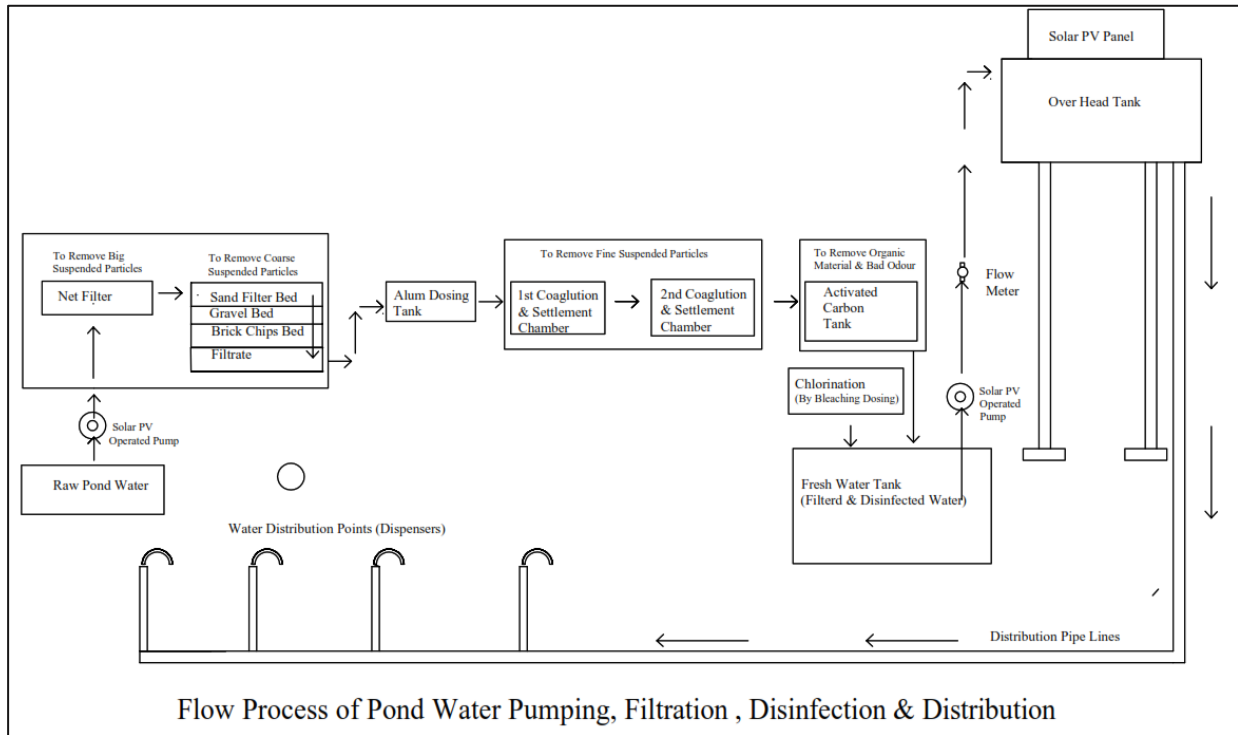 Solar PV Panel
Over Head Tank
To Remove Big
Suspended Particles
Net Filter
To Remove Coarse
Suspended Particles
Sand Filter Bed
Gravel Bed
Brick Chips Bed
Filtrate
Alum Dosing
Tank
To Remove Fine Suspended Particles
1st Coaglution
& Settlement
Chamber
2nd Coaglution
& Settlement
Chamber
To Remove Organic
Material & Bad Odour
Activated
Carbon
Tank
Flow
Meter
Chlorination
(By Bleaching Dosing)
Solar PV
Operated
Pump
Solar PV
Operated Pump
Raw Pond Water
Fresh Water Tank
(Filterd & Disinfected Water)
Water Distribution Points (Dispensers)
Distribution Pipe Lines
Flow Process of Pond Water Pumping, Filtration , Disinfection & Distribution